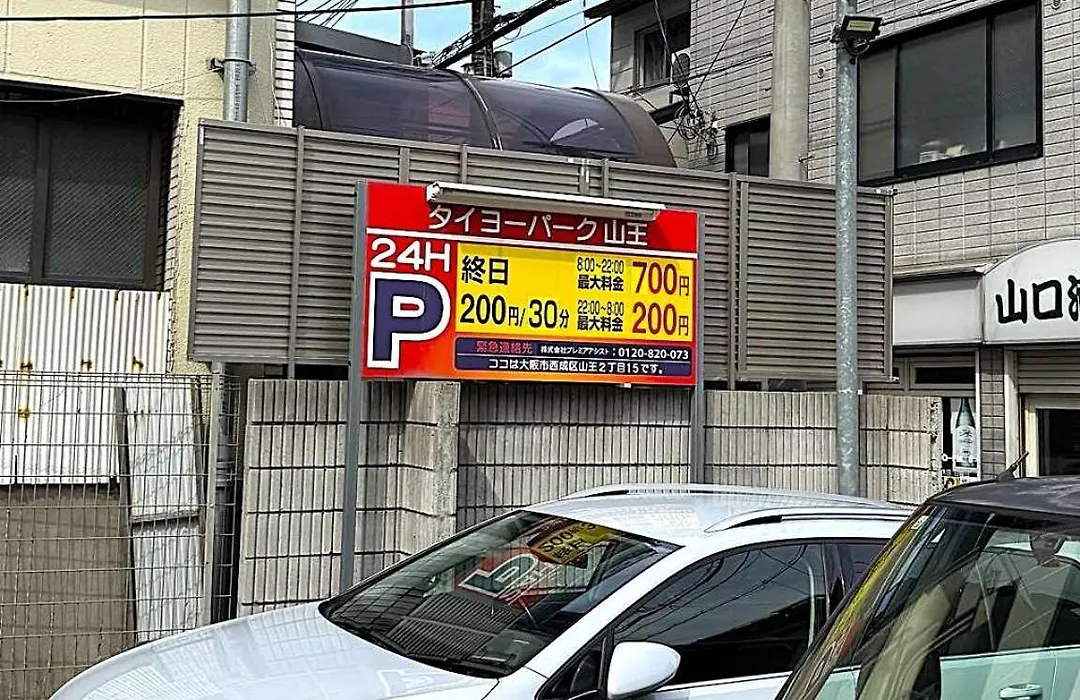 タイヨーパーク山王
24H
P
終日
200円/30分
8:00~22:00
最大料金
700円
22:00~8:00
最大料金
200円
緊急連絡先 株式会社プレミアアシスト:0120-820-073
ココは大阪市西成区山王2丁目15です。
山口